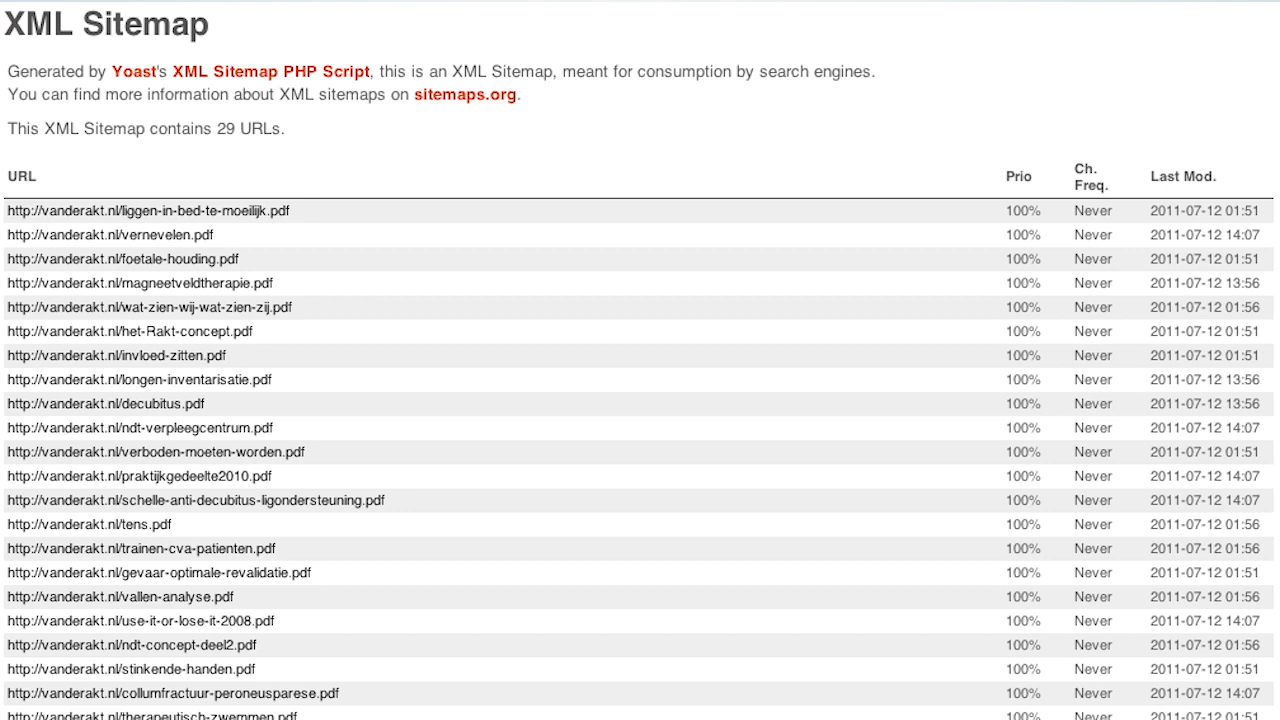 XML Sitemap
Generated by Yoast's XML Sitemap PHP Script, this is an XML Sitemap, meant for consumption by search engines.
You can find more information about XML sitemaps on sitemaps.org.
This XML Sitemap contains 29 URLs.
URL Prio Ch. Freq. Last Mod.
http://vanderakt.nl/liggen-in-bed-te-moeilijk.pdf 100% Never 2011-07-12 01:51
http://vanderakt.nl/vernevelen.pdf 100% Never 2011-07-12 14:07
http://vanderakt.nl/foetale-houding.pdf 100% Never 2011-07-12 01:51
http://vanderakt.nl/magneetveldtherapie.pdf 100% Never 2011-07-12 13:56
http://vanderakt.nl/wat-zien-wij-wat-zien-zij.pdf 100% Never 2011-07-12 01:56
http://vanderakt.nl/het-Rakt-concept.pdf 100% Never 2011-07-12 01:51
http://vanderakt.nl/invloed-zitten.pdf 100% Never 2011-07-12 01:51
http://vanderakt.nl/longen-inventarisatie.pdf 100% Never 2011-07-12 13:56
http://vanderakt.nl/decubitus.pdf 100% Never 2011-07-12 13:56
http://vanderakt.nl/ndt-verpleegcentrum.pdf 100% Never 2011-07-12 14:07
http://vanderakt.nl/verboden-moeten-worden.pdf 100% Never 2011-07-12 01:51
http://vanderakt.nl/praktijkgedeelte2010.pdf 100% Never 2011-07-12 14:07
http://vanderakt.nl/schelle-anti-decubitus-ligondersteuning.pdf 100% Never 2011-07-12 14:07
http://vanderakt.nl/tens.pdf 100% Never 2011-07-12 01:56
http://vanderakt.nl/trainen-cva-patienten.pdf 100% Never 2011-07-12 01:56
http://vanderakt.nl/gevaar-optimale-revalidatie.pdf 100% Never 2011-07-12 01:51
http://vanderakt.nl/vallen-analyse.pdf 100% Never 2011-07-12 01:56
http://vanderakt.nl/use-it-or-lose-it-2008.pdf 100% Never 2011-07-12 14:07
http://vanderakt.nl/ndt-concept-deel2.pdf 100% Never 2011-07-12 01:56
http://vanderakt.nl/stinkende-handen.pdf 100% Never 2011-07-12 01:51
http://vanderakt.nl/collumfractuur-peroneusparese.pdf 100% Never 2011-07-12 14:07
http://vanderakt.nl/therapeutisch-zwemmen.pdf 100% Never 2011-07-12 01:51